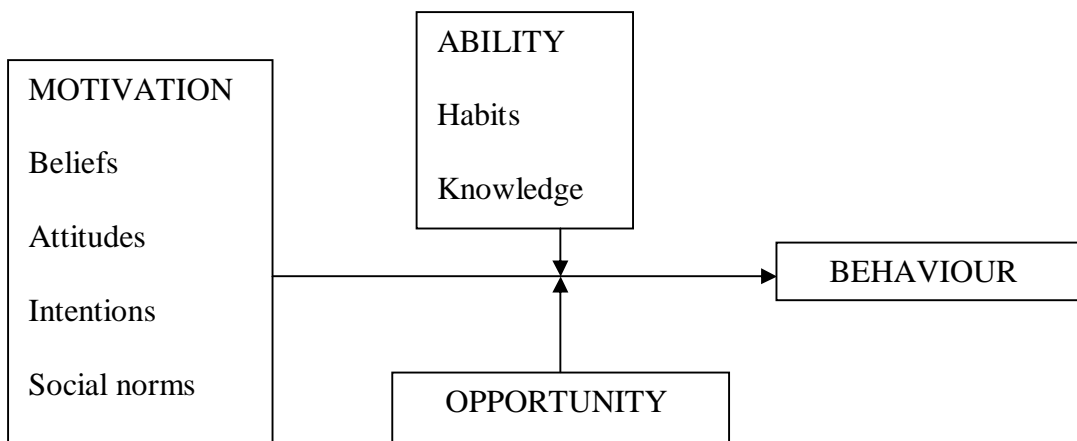 MOTIVATION
Beliefs
Attitudes
Intentions
Social norms
ABILITY
Habits
Knowledge
BEHAVIOUR
OPPORTUNITY